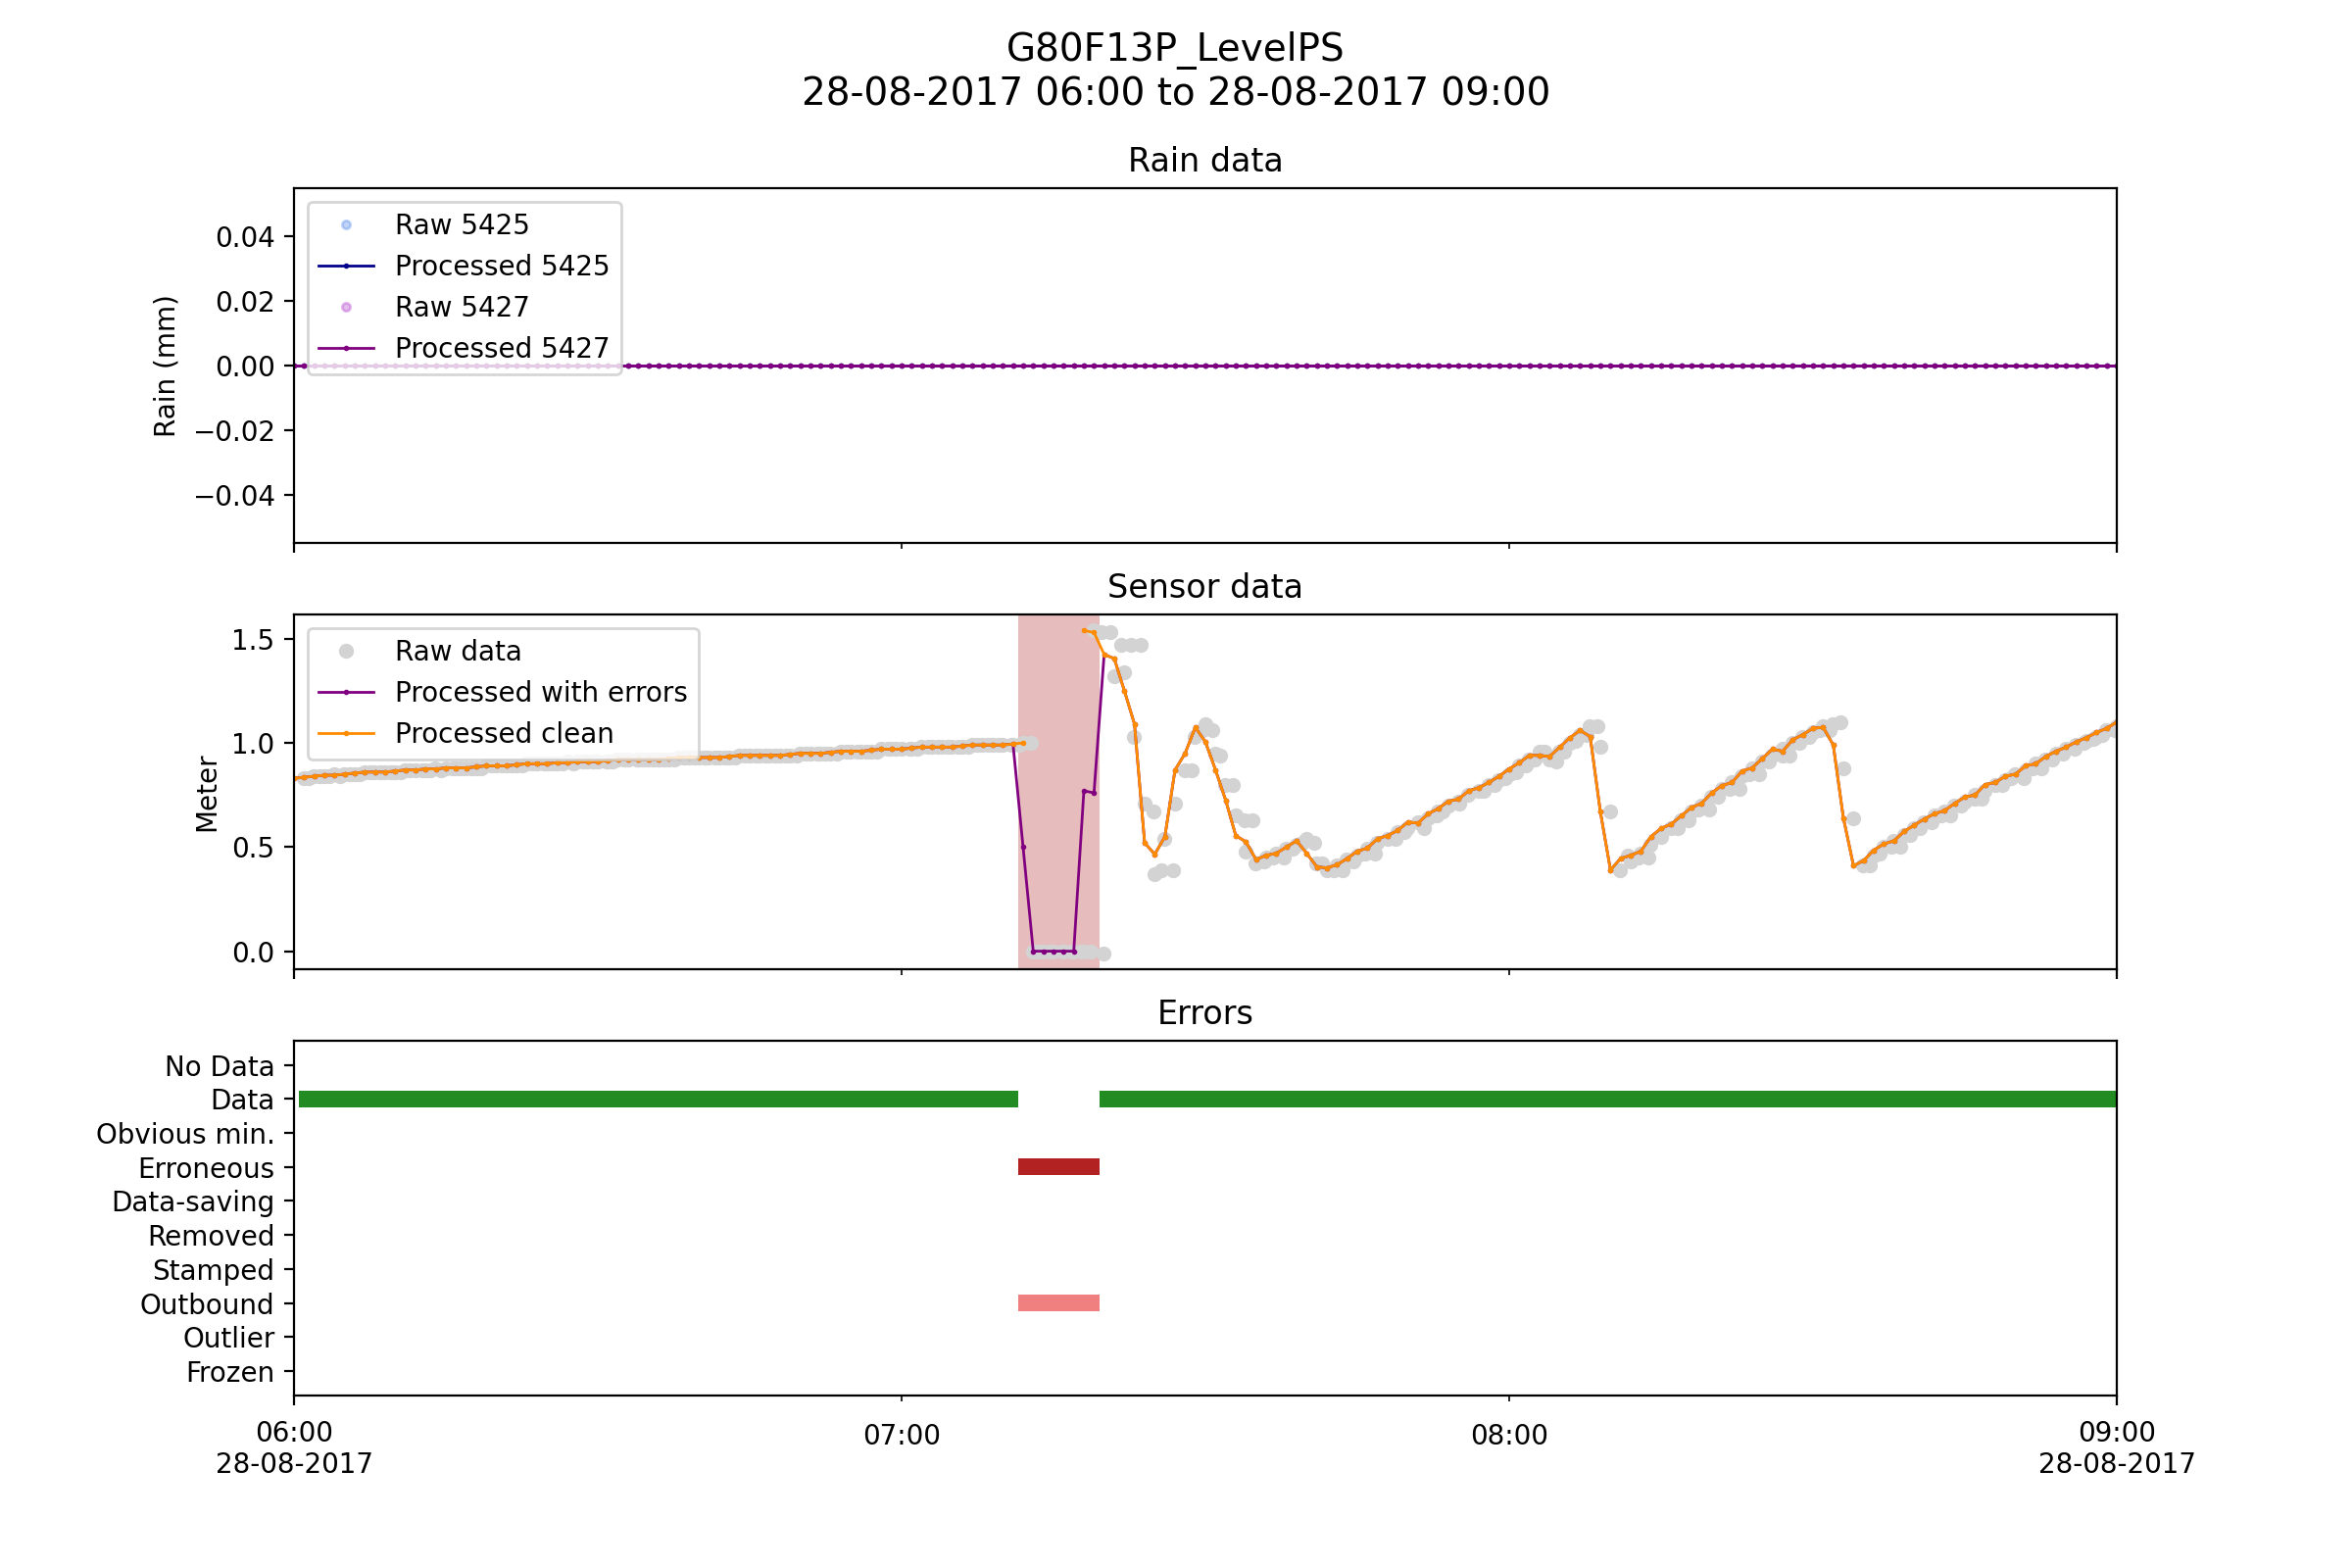 G80F13P_LevelPS
28-08-2017 06:00 to 28-08-2017 09:00
Rain data
Raw 5425
Processed 5425
Raw 5427
Processed 5427
Rain (mm)
0.04
0.02
0.00
−0.02
−0.04
Sensor data
Raw data
Processed with errors
Processed clean
Meter
1.5
1.0
0.5
0.0
Errors
No Data
Data
Obvious min.
Erroneous
Data-saving
Removed
Stamped
Outbound
Outlier
Frozen
06:00
28-08-2017
07:00
08:00
09:00
28-08-2017